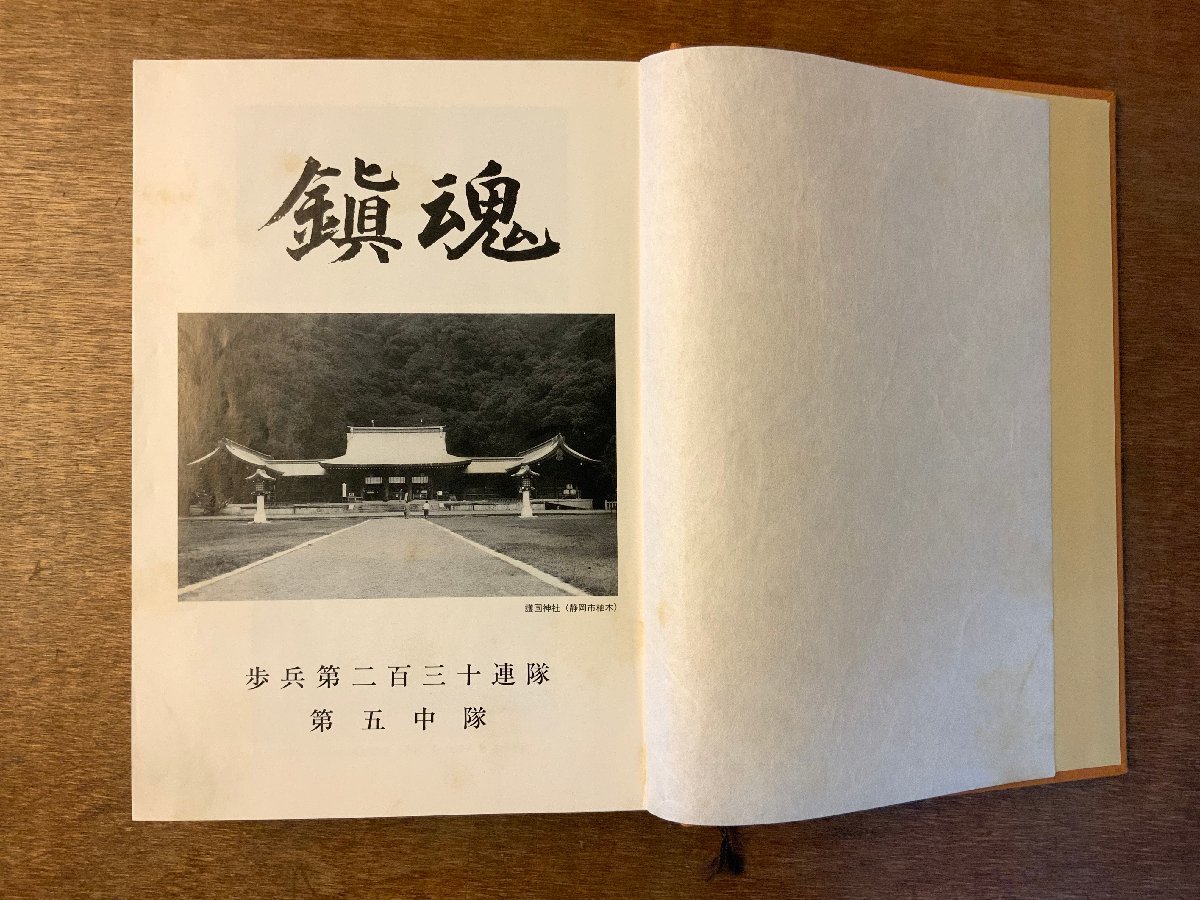 鎮魂
護国神社（静岡市柚木）
歩兵第二百三十連隊
第五中隊